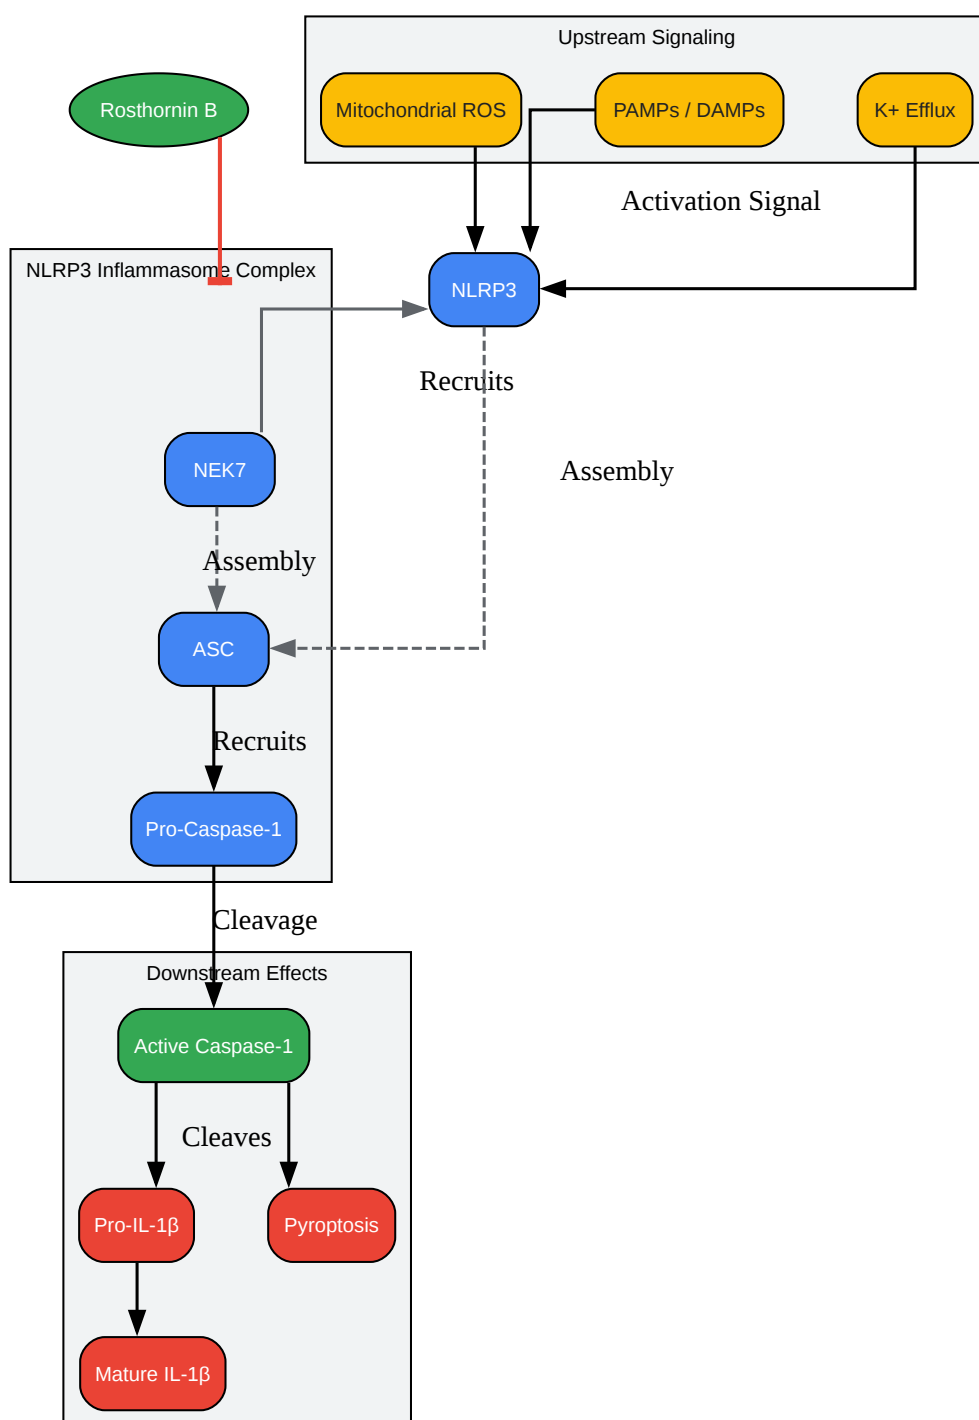 Upstream Signaling
Rosthornin B
Mitochondrial ROS
PAMPs / DAMPs
K+ Efflux
Activation Signal
NLRP3 Inflammasome Complex
NLRP3
Recruits
NEK7
Assembly
Assembly
ASC
Recruits
Pro-Caspase-1
Cleavage
Downstream Effects
Active Caspase-1
Cleaves
Pro-IL-1β
Pyroptosis
Mature IL-1β